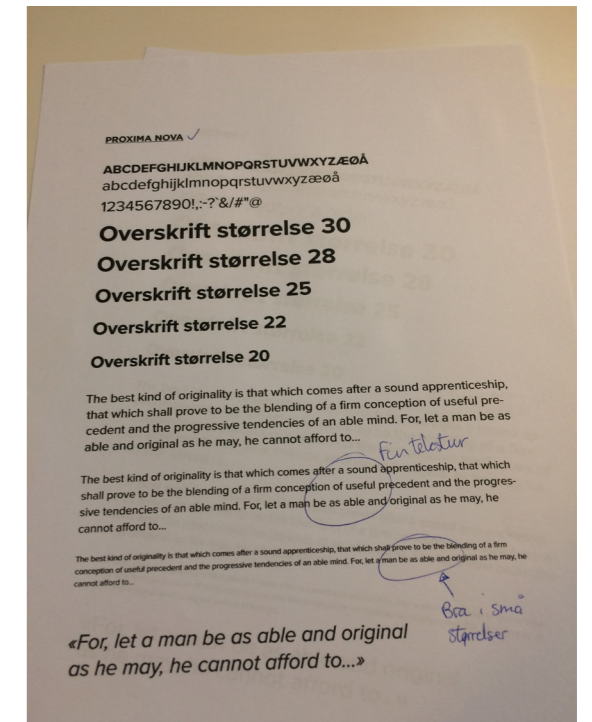 PROXIMA NOVA
ABCDEFGHIJKLMNOPQRSTUVWXYZÆØÅ
abcdefghijklmnopqrstuvwxyzæøå
1234567890!,:-?`&/#"@
Overskrift størrelse 30
Overskrift størrelse 28
Overskrift størrelse 25
Overskrift størrelse 22
Overskrift størrelse 20
The best kind of originality is that which comes after a sound apprenticeship,
that which shall prove to be the blending of a firm conception of useful pre-
cedent and the progressive tendencies of an able mind. For, let a man be as
able and original as he may, he cannot afford to...
Fin
The best kind of originality is that which comes after a sound apprenticeship, that which
shall prove to be the blending of a firm conception of useful precedent and the progres-
sive tendencies of an able mind. For, let a man be as able and original as he may, he
cannot afford to...
The best kind of originality is that which comes after a sound apprenticeship, that which shall prove to be the blending of a firm
conception of useful precedent and the progressive tendencies of an able mind. For, let a man be as able and original as he may, he
cannot afford to...
Bra i små
størrelser
«For, let a man be as able and original
as he may, he cannot afford to...»